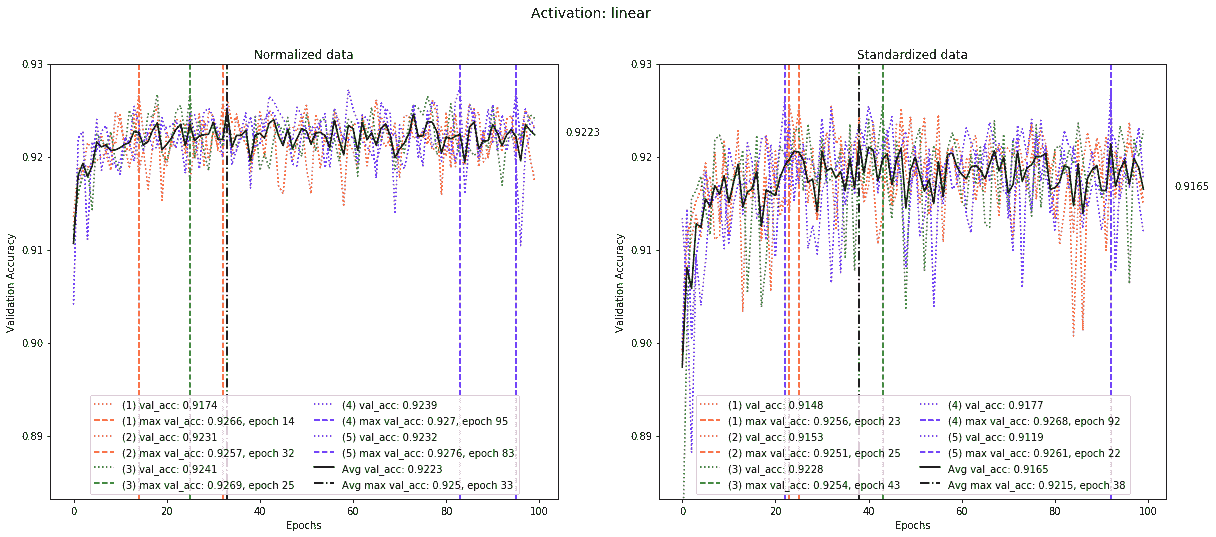 Activation: linear
Normalized data
0.93
0.92
0.91
0.90
0.89
Validation Accuracy
0
20
40
60
80
100
Epochs
0.9223
(1) val_acc: 0.9174
(1) max val_acc: 0.9266, epoch 14
(2) val_acc: 0.9231
(2) max val_acc: 0.9257, epoch 32
(3) val_acc: 0.9241
(3) max val_acc: 0.9269, epoch 25
(4) val_acc: 0.9239
(4) max val_acc: 0.927, epoch 95
(5) val_acc: 0.9232
(5) max val_acc: 0.9276, epoch 83
Avg val_acc: 0.9223
Avg max val_acc: 0.925, epoch 33
Standardized data
0.93
0.92
0.91
0.90
0.89
Validation Accuracy
0
20
40
60
80
100
Epochs
0.9165
(1) val_acc: 0.9148
(1) max val_acc: 0.9256, epoch 23
(2) val_acc: 0.9153
(2) max val_acc: 0.9251, epoch 25
(3) val_acc: 0.9228
(3) max val_acc: 0.9254, epoch 43
(4) val_acc: 0.9177
(4) max val_acc: 0.9268, epoch 92
(5) val_acc: 0.9119
(5) max val_acc: 0.9261, epoch 22
Avg val_acc: 0.9165
Avg max val_acc: 0.9215, epoch 38